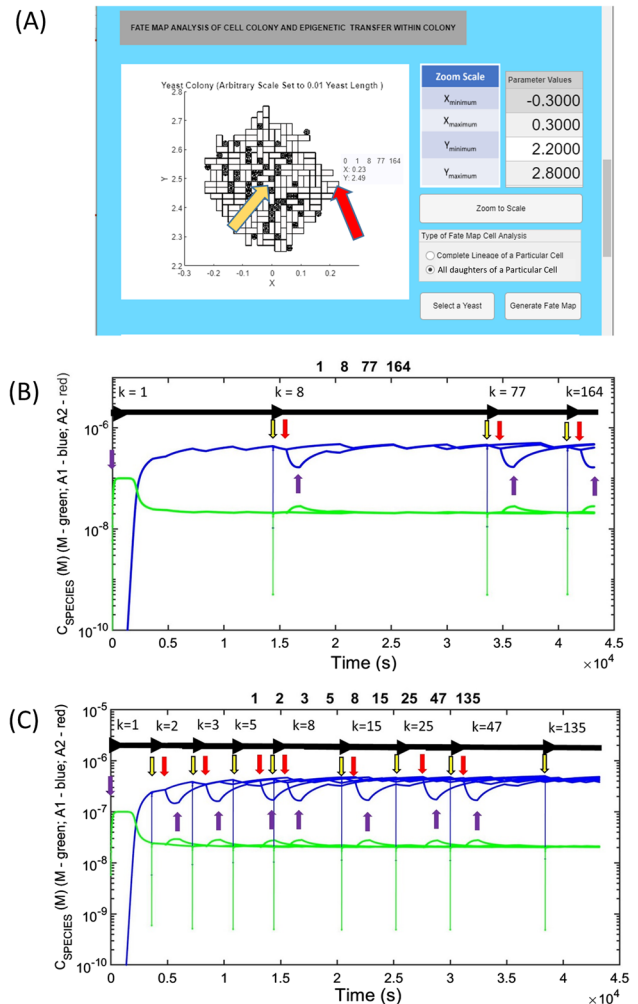 (A)
FATE MAP ANALYSIS OF CELL COLONY AND EPIGENETIC TRANSFER WITHIN COLONY
Yeast Colony (Arbitrary Scale Set to 0.01 Yeast Length )
2.8
2.7
2.6
2.5
2.4
2.3
2.2
Y
-0.3 -0.2 -0.1 0 0.1 0.2 0.3
X
0 1 8 77 164
X: 0.23
Y: 2.49
Zoom Scale
Xminimum
Xmaximum
Yminimum
Ymaximum
Parameter Values
-0.3000
0.3000
2.2000
2.8000
Zoom to Scale
Type of Fate Map Cell Analysis
Complete Lineage of a Particular Cell
All daughters of a Particular Cell
Select a Yeast
Generate Fate Map
(B)
1 8 77 164
k = 1 k = 8 k = 77 k=164
10-6
10-8
10-10
CSPECIES (M) (M - green; A1 - blue; A2 - red)
0 0.5 1 1.5 2 2.5 3 3.5 4
Time (s)
×104
(C)
1 2 3 5 8 15 25 47 135
k=1 k=2 k=3 k=5 k=8 k=15 k=25 k=47 k=135
10-5
10-6
10-7
10-8
10-9
10-10
CSPECIES (M) (M - green; A1 - blue; A2 - red)
0 0.5 1 1.5 2 2.5 3 3.5 4
Time (s)
×104